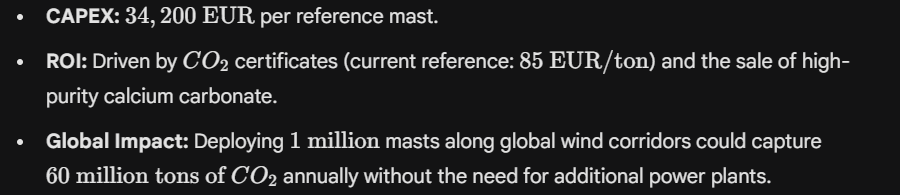 • CAPEX: 34, 200 EUR per reference mast.
• ROI: Driven by CO₂ certificates (current reference: 85 EUR/ton) and the sale of high-
purity calcium carbonate.
• Global Impact: Deploying 1 million masts along global wind corridors could capture
60 million tons of CO₂ annually without the need for additional power plants.